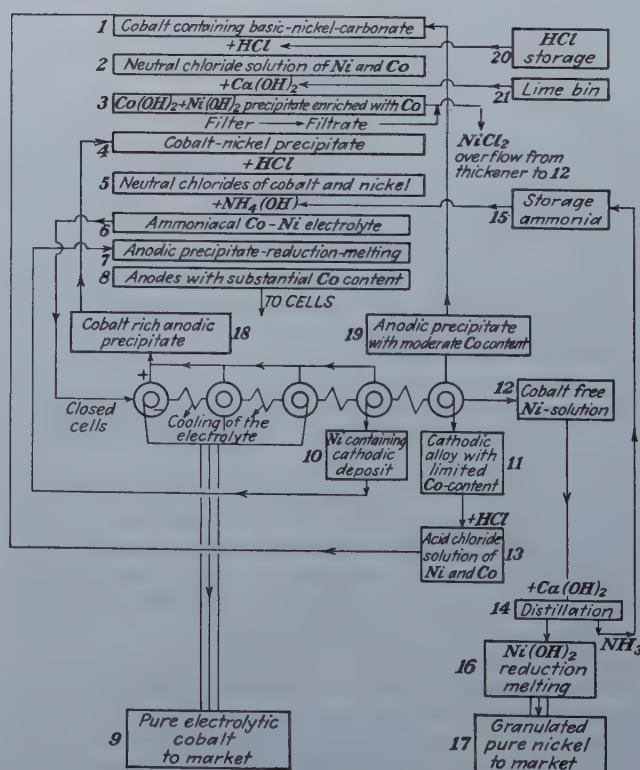 1 Cobalt containing basic-nickel-carbonate
+HCl
20 HCl
storage
2 Neutral chloride solution of Ni and Co
+Ca(OH)2
21 Lime bin
3 Co(OH)2+Ni(OH)2 precipitate enriched with Co
Filter Filtrate
NiCl2
overflow from
thickener to 12
4 Cobalt-nickel precipitate
+HCl
5 Neutral chlorides of cobalt and nickel
+NH4(OH)
15 Storage
ammonia
6 Ammoniacal Co-Ni electrolyte
7 Anodic precipitate-reduction-melting
8 Anodes with substantial Co content
TO CELLS
Cobalt rich anodic
precipitate
18
19 Anodic precipitate
with moderate Co content
+
−
Closed
cells
Cooling of the
electrolyte
12 Cobalt free
Ni-solution
10 Ni containing
cathodic
deposit
Cathodic
alloy with
limited
Co-content
11
+HCl
Acid chloride
solution of
Ni and Co
13
+Ca(OH)2
14 Distillation
NH3
16 Ni(OH)2
reduction
melting
9 Pure electrolytic
cobalt
to market
17 Granulated
pure nickel
to market